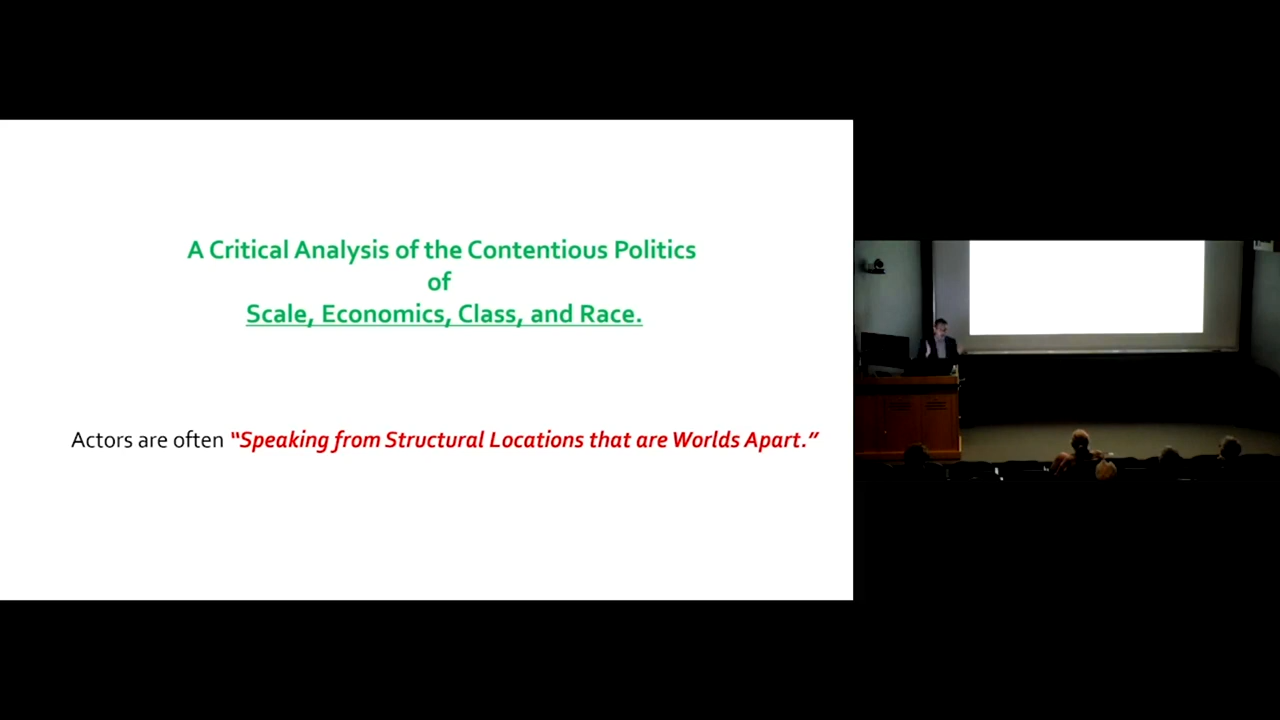 A Critical Analysis of the Contentious Politics
of
Scale, Economics, Class, and Race.
Actors are often “Speaking from Structural Locations that are Worlds Apart.”